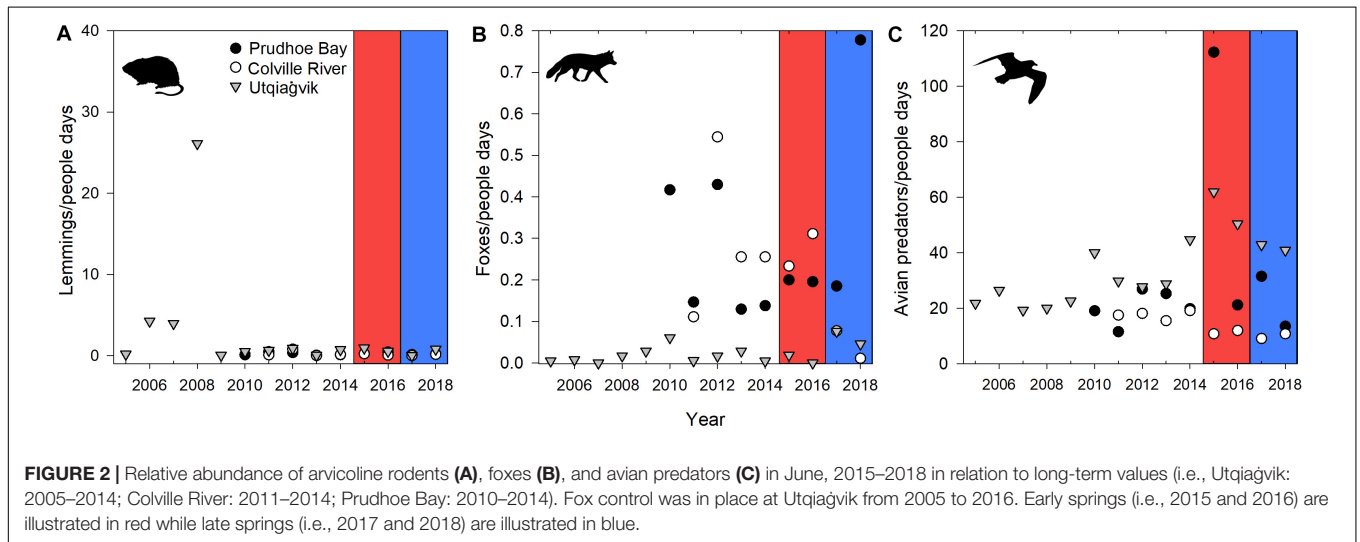 A
B
C
Prudhoe Bay
Colville River
Utqiaġvik
Lemmings/people days
40
30
20
10
0
2006 2008 2010 2012 2014 2016 2018
Foxes/people days
0.8
0.7
0.6
0.5
0.4
0.3
0.2
0.1
0.0
2006 2008 2010 2012 2014 2016 2018
Avian predators/people days
120
100
80
60
40
20
0
2006 2008 2010 2012 2014 2016 2018
Year
FIGURE 2 | Relative abundance of arvicoline rodents (A), foxes (B), and avian predators (C) in June, 2015–2018 in relation to long-term values (i.e., Utqiaġvik:
2005–2014; Colville River: 2011–2014; Prudhoe Bay: 2010–2014). Fox control was in place at Utqiaġvik from 2005 to 2016. Early springs (i.e., 2015 and 2016) are
illustrated in red while late springs (i.e., 2017 and 2018) are illustrated in blue.